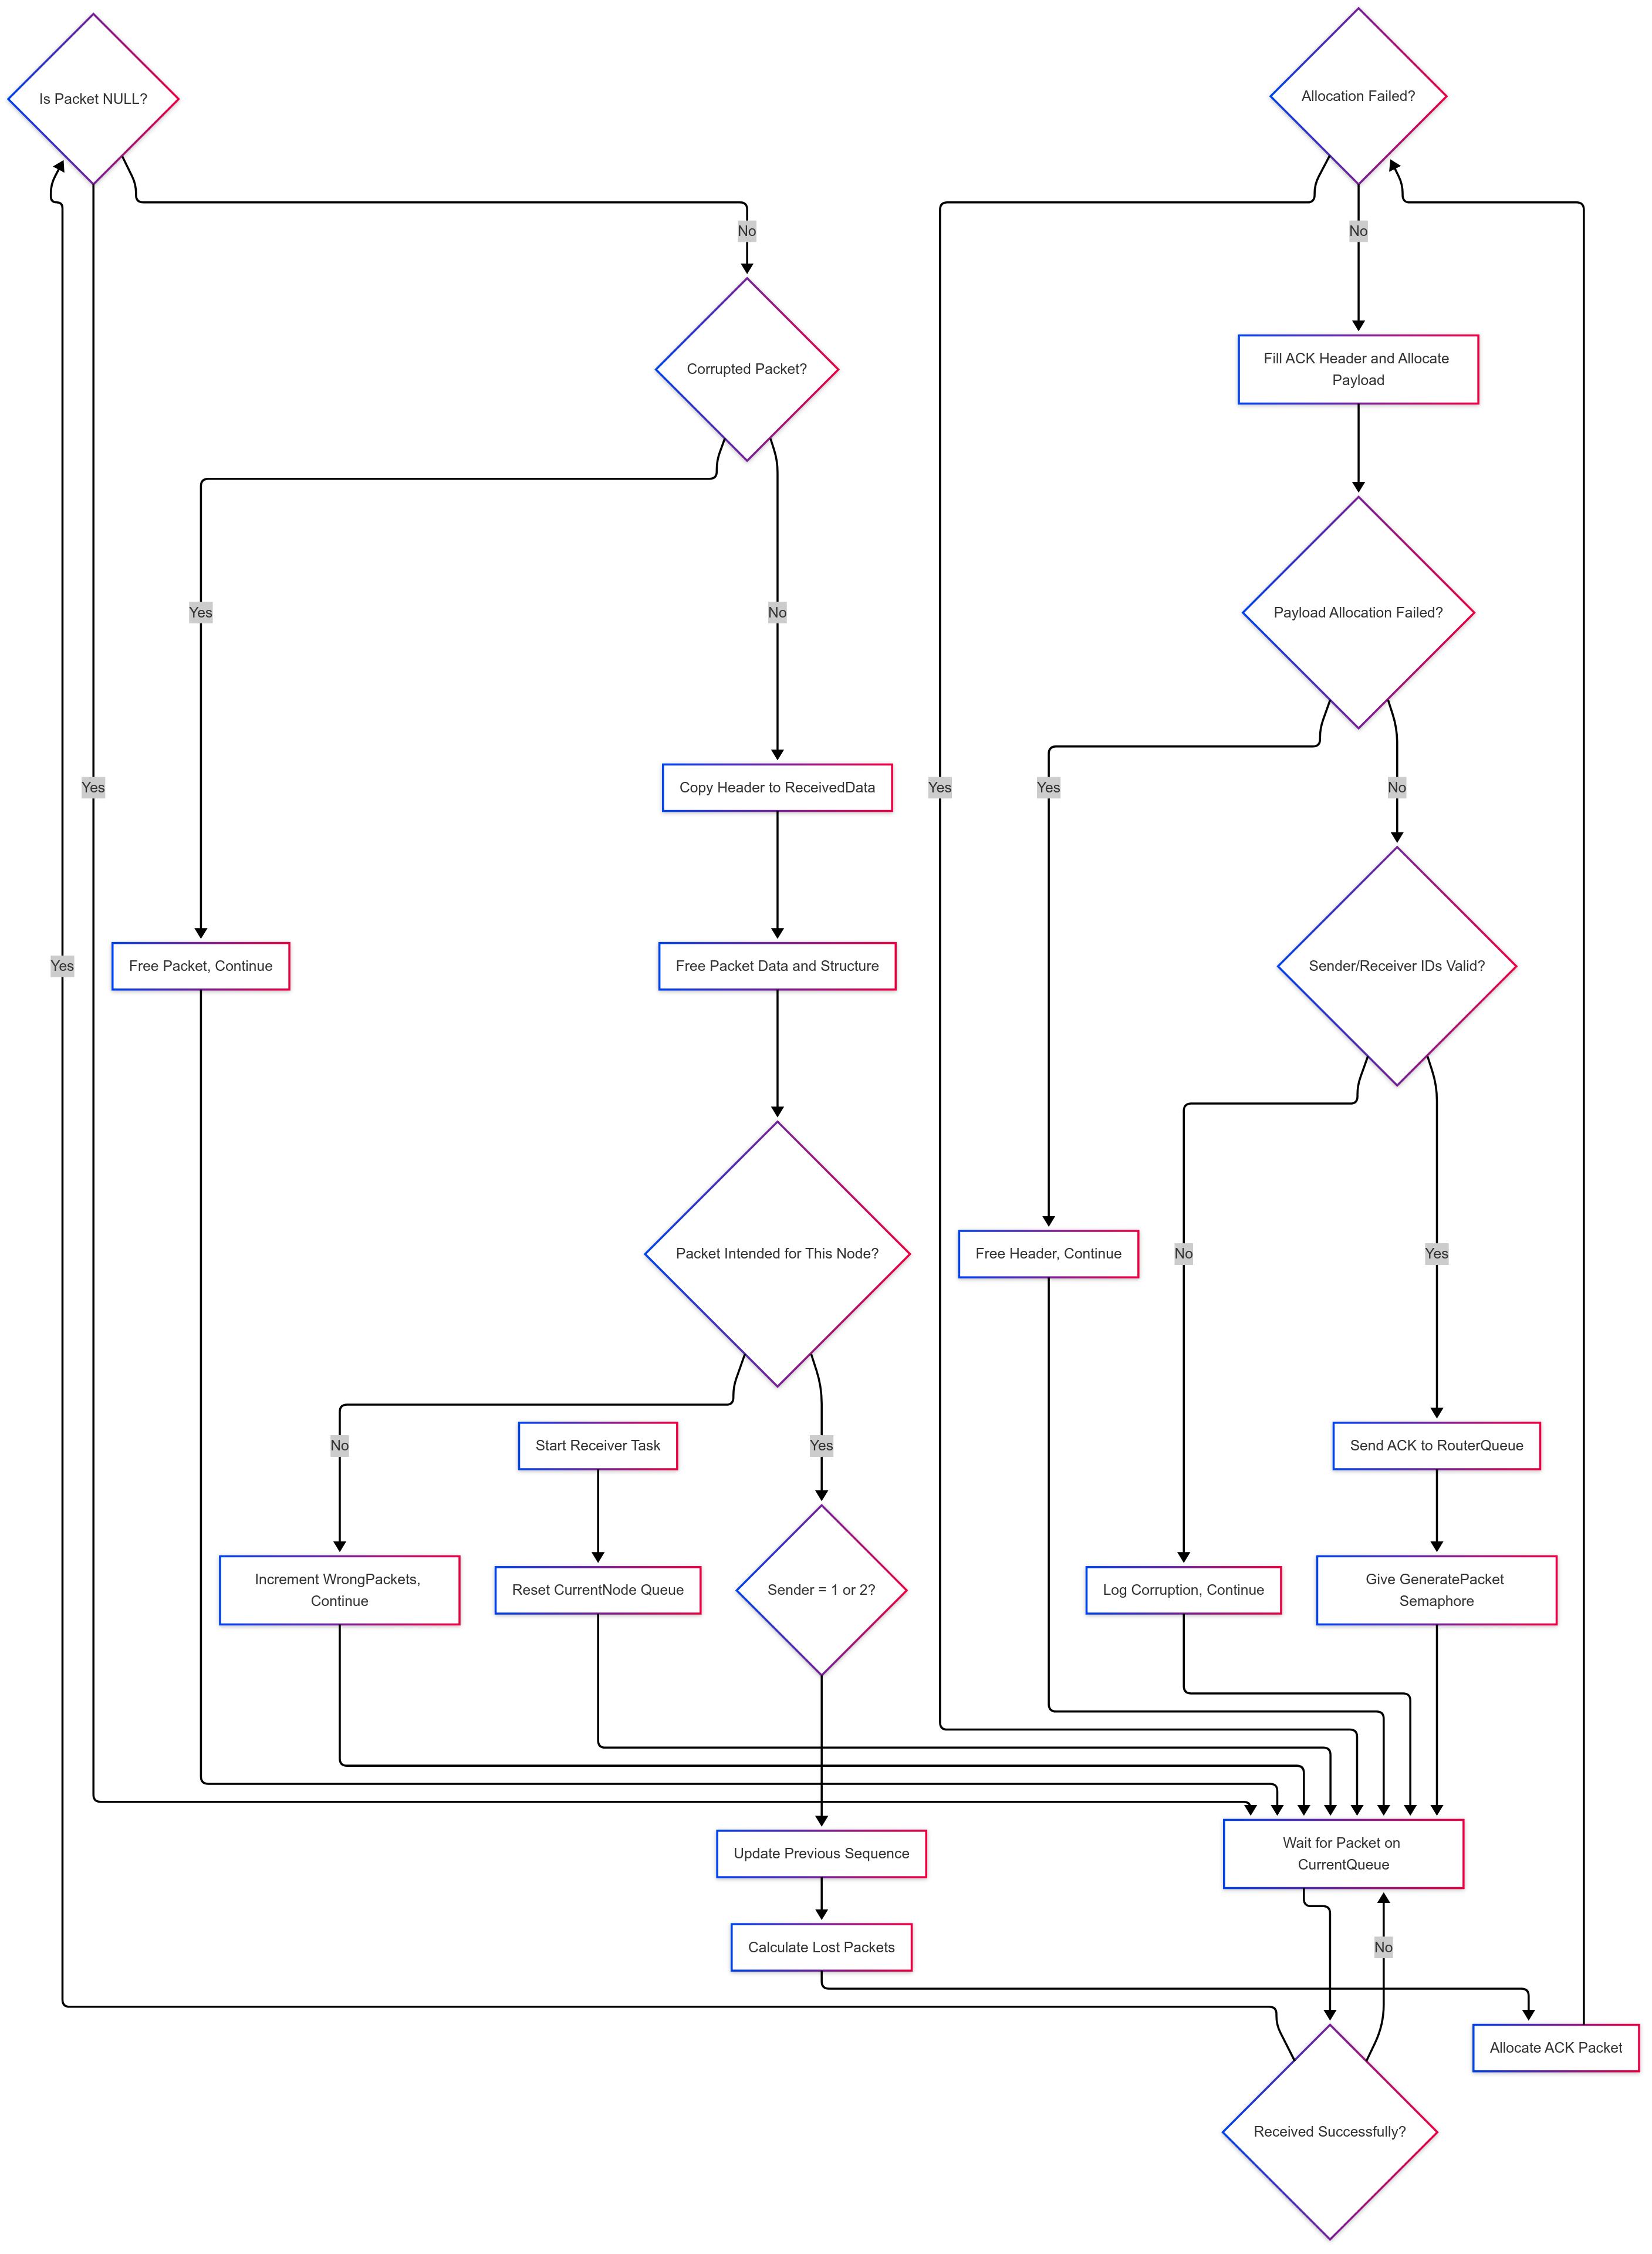 Is Packet NULL?
Allocation Failed?
No
No
Corrupted Packet?
Fill ACK Header and Allocate
Payload
Yes
No
Payload Allocation Failed?
Yes
Copy Header to ReceivedData
Yes
Yes
No
Yes
Free Packet, Continue
Free Packet Data and Structure
Sender/Receiver IDs Valid?
Packet Intended for This Node?
Free Header, Continue
No
Yes
No
Start Receiver Task
Yes
Send ACK to RouterQueue
Increment WrongPackets,
Continue
Reset CurrentNode Queue
Sender = 1 or 2?
Log Corruption, Continue
Give GeneratePacket
Semaphore
Update Previous Sequence
Wait for Packet on
CurrentQueue
Calculate Lost Packets
No
Allocate ACK Packet
Received Successfully?